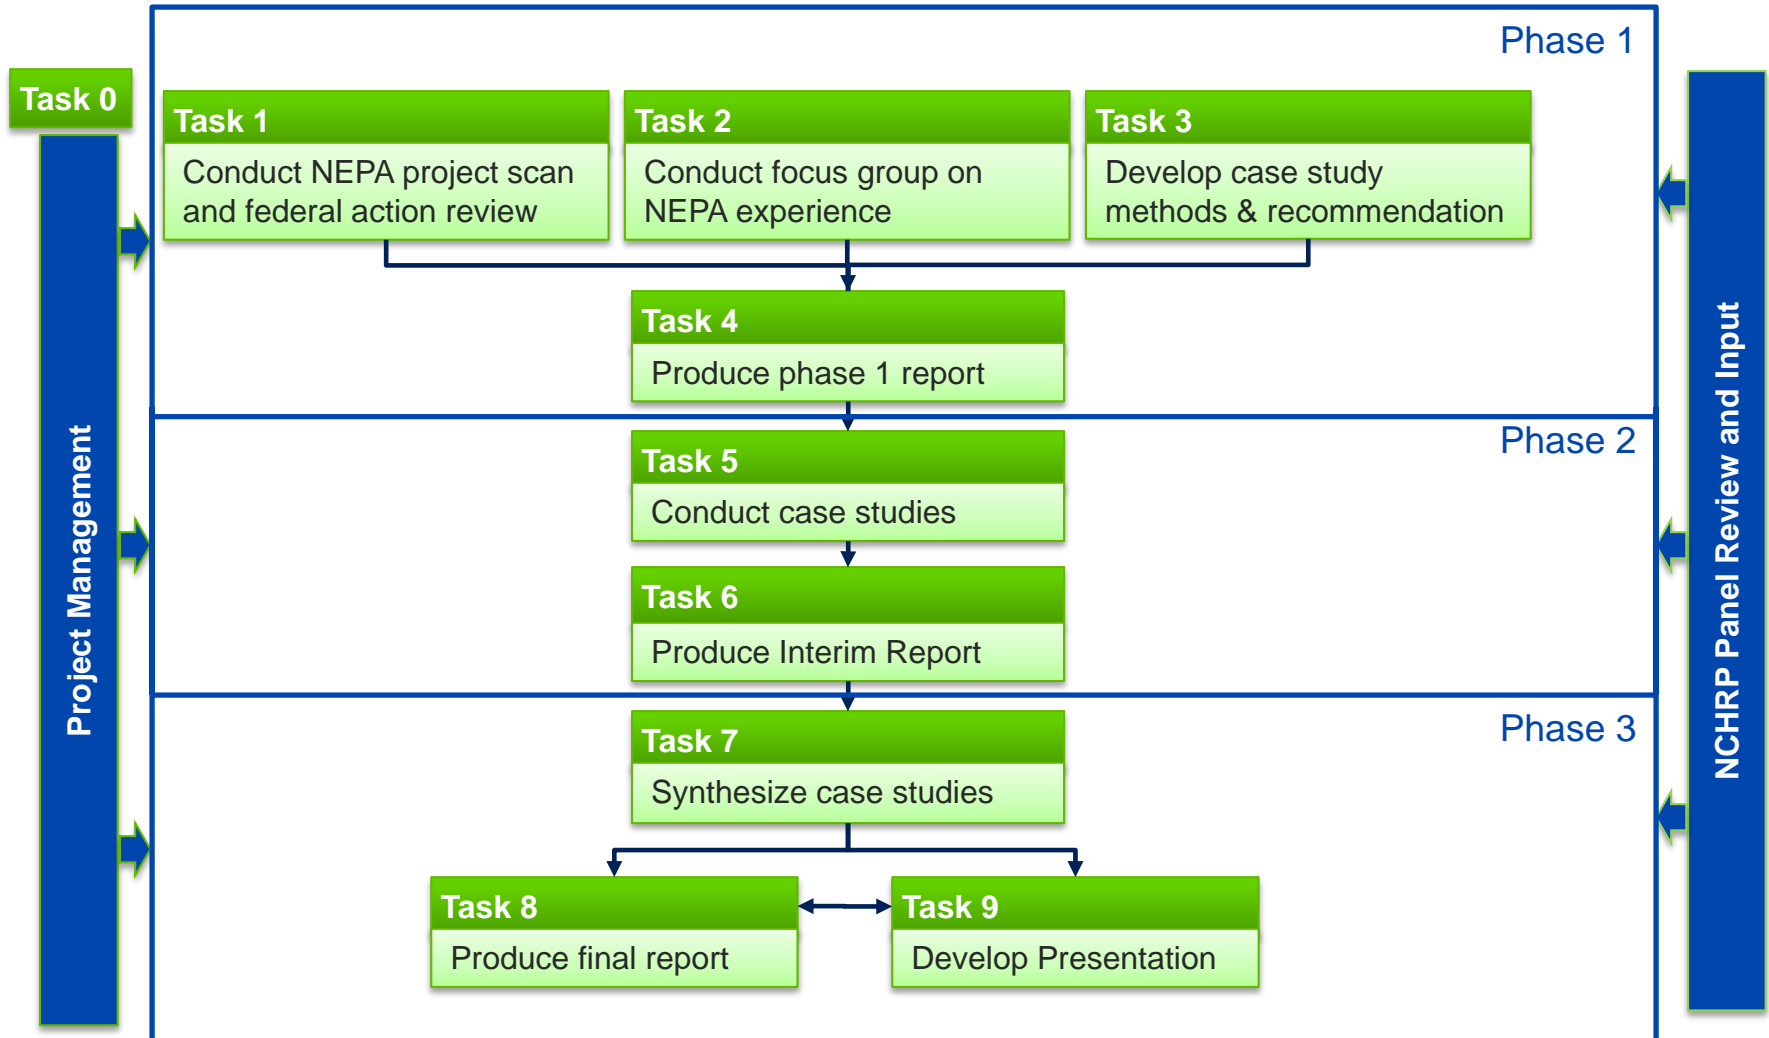 Phase 1
Task 0
Project Management
Task 1
Conduct NEPA project scan
and federal action review
Task 2
Conduct focus group on
NEPA experience
Task 3
Develop case study
methods & recommendation
Task 4
Produce phase 1 report
Phase 2
Task 5
Conduct case studies
Task 6
Produce Interim Report
Phase 3
Task 7
Synthesize case studies
Task 8
Produce final report
Task 9
Develop Presentation
NCHRP Panel Review and Input